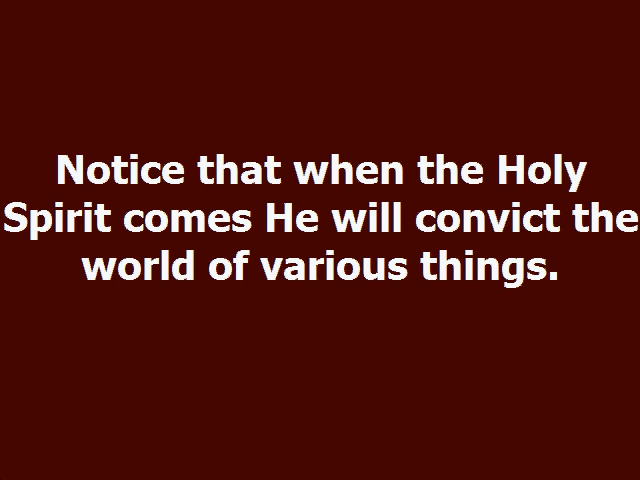 Notice that when the Holy
Spirit comes He will convict the
world of various things.